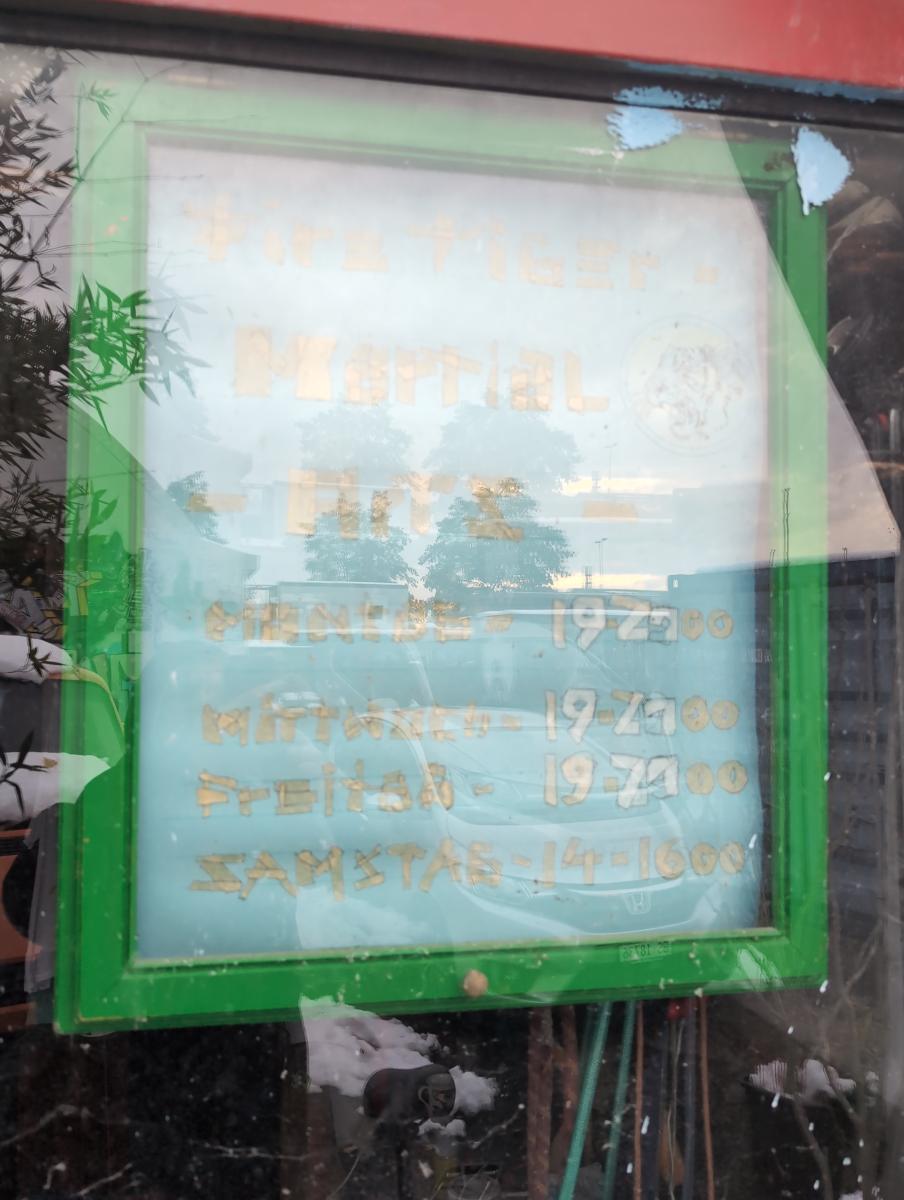 Fire Tiger -
Martial
- Artz -
Montag - 19-21 00
Mittwoch - 19-21 00
Freitag - 19-21 00
SAMSTAG - 14-16 00